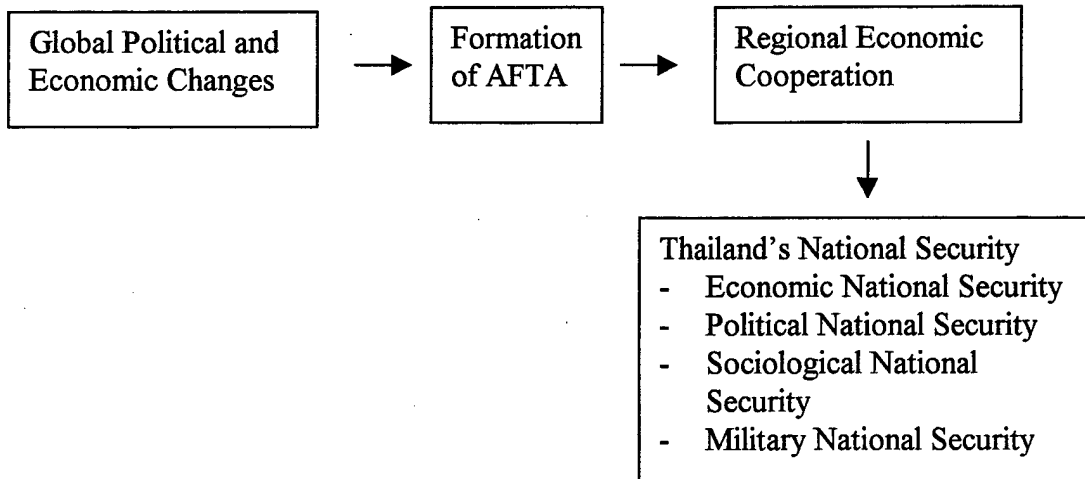 Global Political and
Economic Changes
Formation
of AFTA
Regional Economic
Cooperation
Thailand's National Security
- Economic National Security
- Political National Security
- Sociological National
Security
- Military National Security